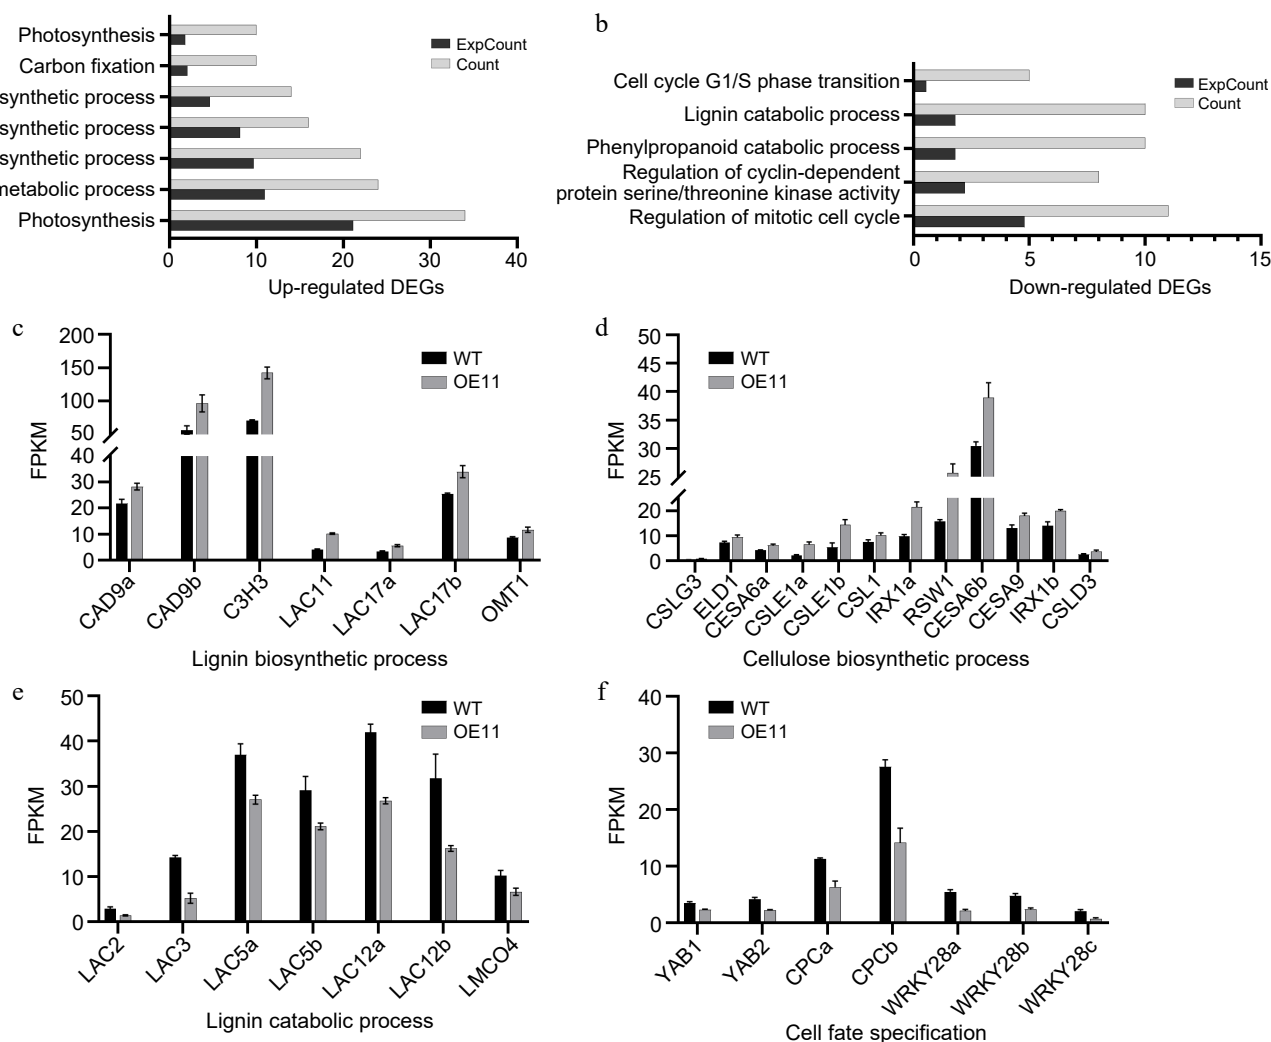 Photosynthesis
Carbon fixation
synthetic process
synthetic process
synthetic process
metabolic process
Photosynthesis
ExpCount
Count
0 10 20 30 40
Up-regulated DEGs
b
Cell cycle G1/S phase transition
Lignin catabolic process
Phenylpropanoid catabolic process
Regulation of cyclin-dependent
protein serine/threonine kinase activity
Regulation of mitotic cell cycle
ExpCount
Count
0 5 10 15
Down-regulated DEGs
c
FPKM
200
150
100
50
40
30
20
10
0
WT
OE11
CAD9a CAD9b C3H3 LAC11 LAC17a LAC17b OMT1
Lignin biosynthetic process
d
FPKM
50
45
40
35
30
25
20
10
0
WT
OE11
CSLG3 ELD1 CESA6a CSLE1a CSLE1b CSL1 IRX1a RSW1 CESA6b CESA9 IRX1b CSLD3
Cellulose biosynthetic process
e
FPKM
50
40
30
20
10
0
WT
OE11
LAC2 LAC3 LAC5a LAC5b LAC12a LAC12b LMCO4
Lignin catabolic process
f
FPKM
40
30
20
10
0
WT
OE11
YAB1 YAB2 CPCa CPCb WRKY28a WRKY28b WRKY28c
Cell fate specification